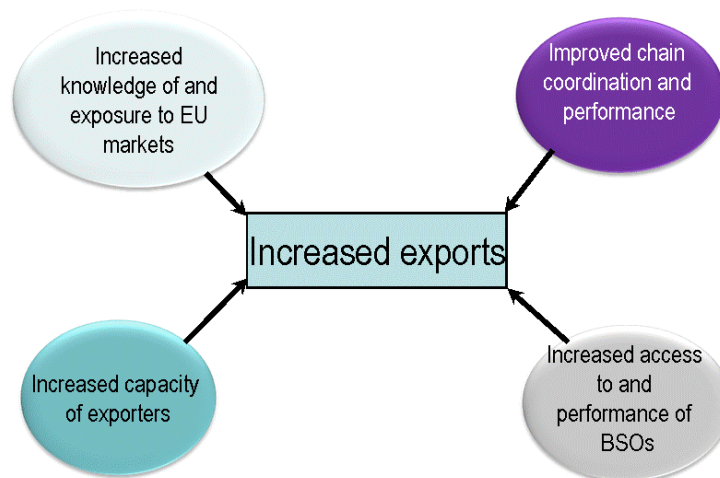 Increased
knowledge of and
exposure to EU
markets
Improved chain
coordination and
performance
Increased exports
Increased capacity
of exporters
Increased access
to and
performance of
BSOs